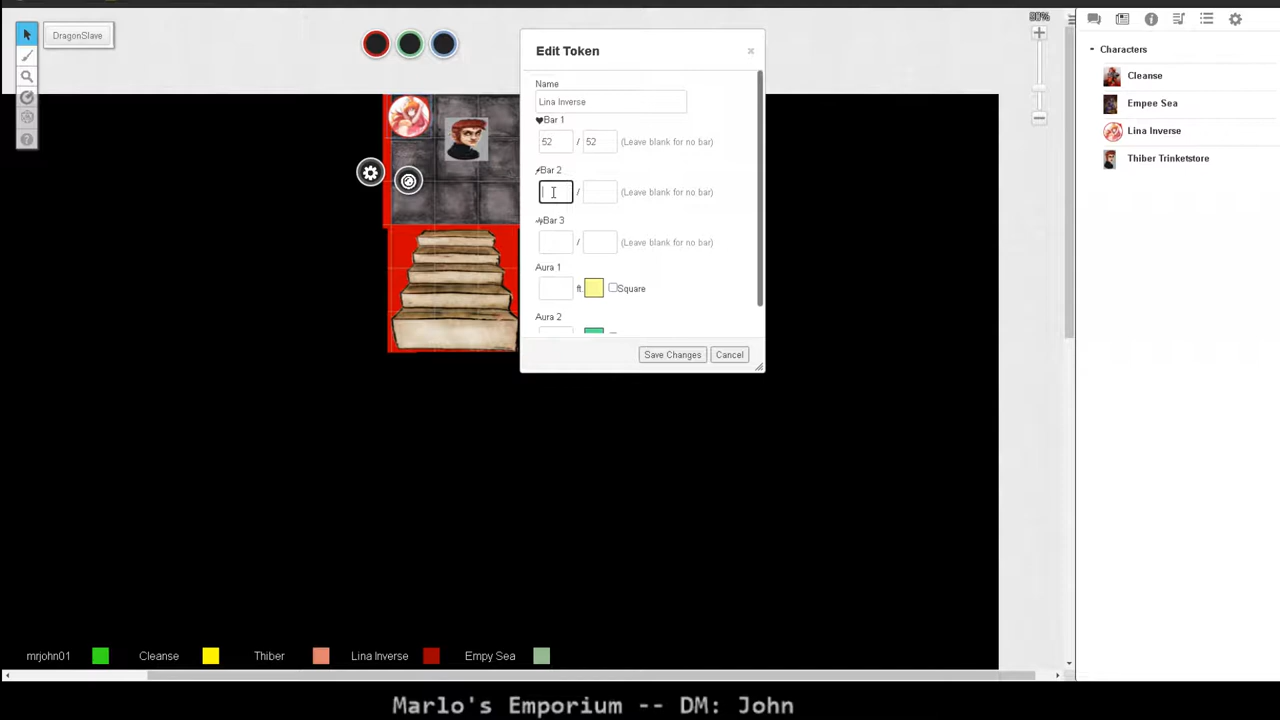 DragonSlave
80%
Edit Token
×
Name
Lina Inverse
Bar 1
52 / 52 (Leave blank for no bar)
Bar 2
/ (Leave blank for no bar)
Bar 3
/ (Leave blank for no bar)
Aura 1
ft. Square
Aura 2
Save Changes Cancel
Characters
Cleanse
Empee Sea
Lina Inverse
Thiber Trinketstore
mrjohn01 Cleanse Thiber Lina Inverse Empy Sea
Marlo's Emporium -- DM: John